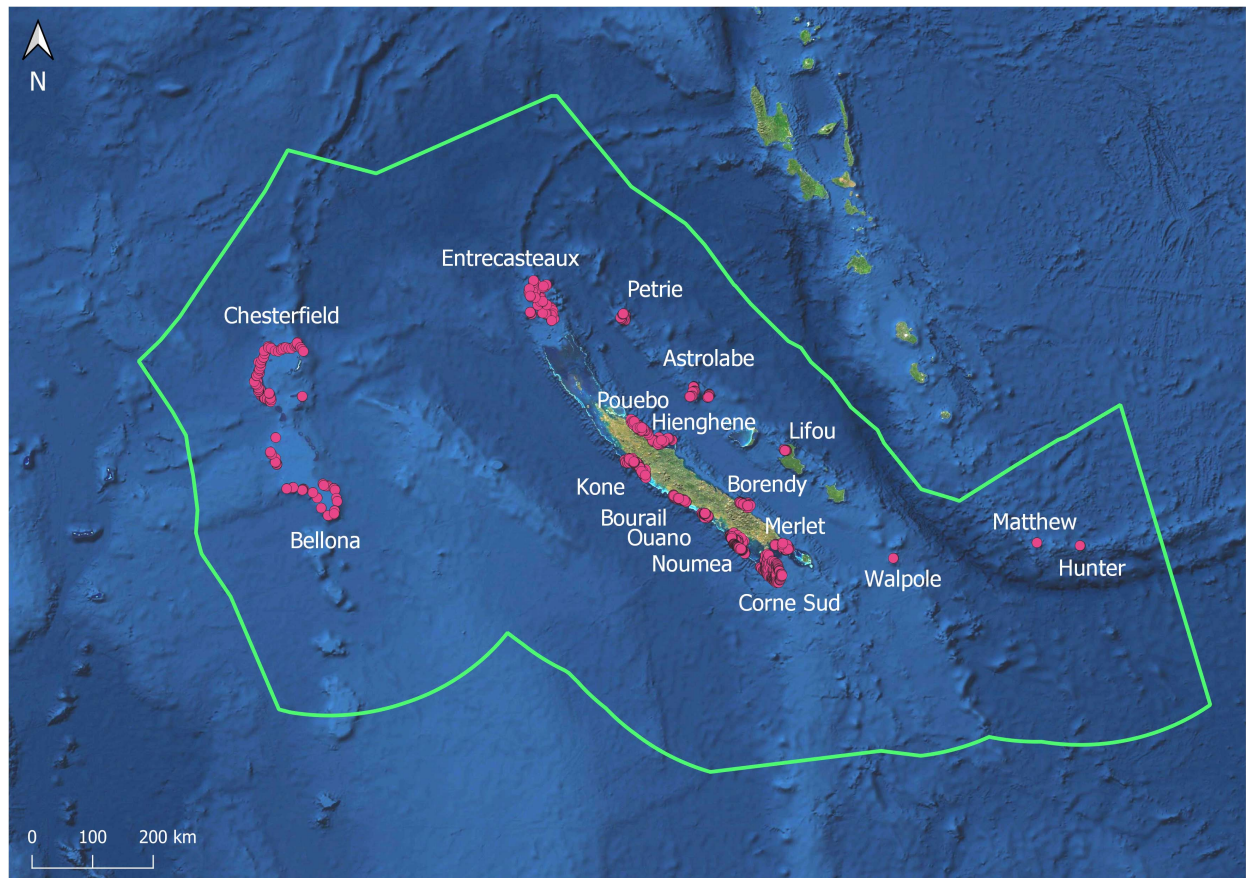 N
Entrecasteaux
Petrie
Chesterfield
Astrolabe
Pouebo
Hienghene
Lifou
Kone
Borendy
Bourail
Ouano
Merlet
Noumea
Matthew
Hunter
Walpole
Bellona
Corne Sud
0 100 200 km